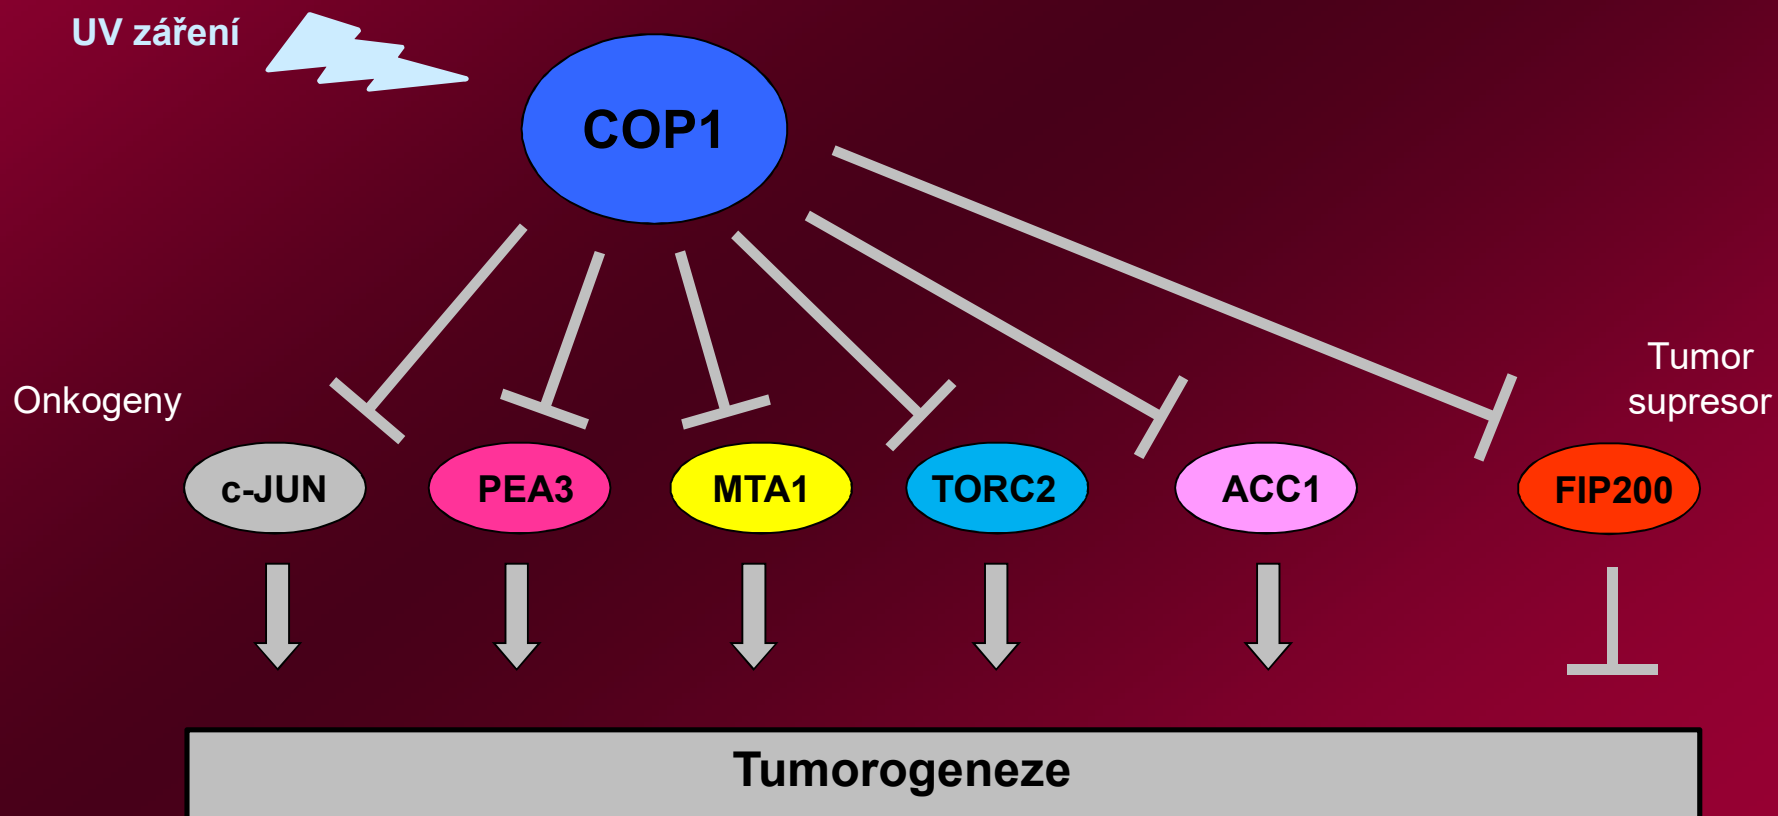 UV záření
COP1
Onkogeny
Tumor
supresor
c-JUN
PEA3
MTA1
TORC2
ACC1
FIP200
Tumorogeneze